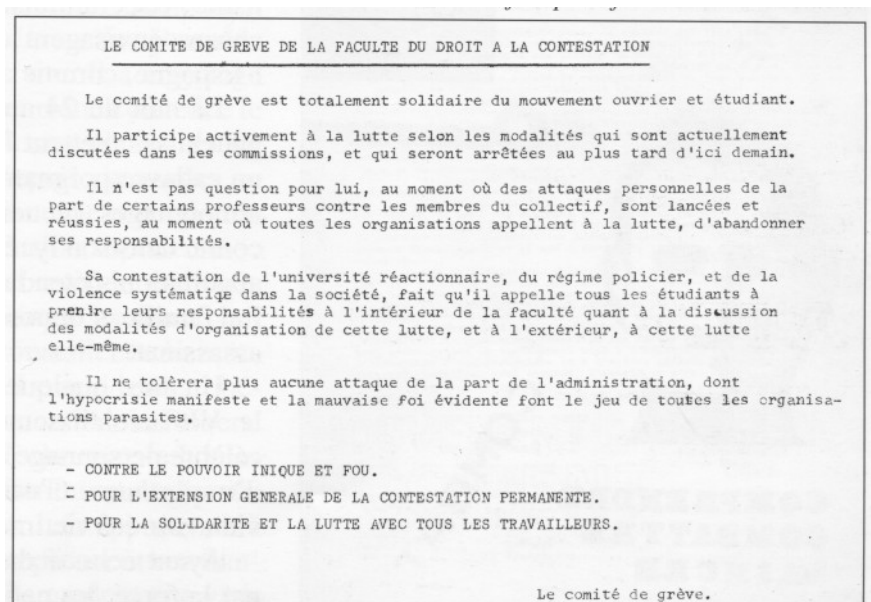 LE COMITE DE GREVE DE LA FACULTE DU DROIT A LA CONTESTATION
Le comité de grève est totalement solidaire du mouvement ouvrier et étudiant.
Il participe activement à la lutte selon les modalités qui sont actuellement
discutées dans les commissions, et qui seront arrêtées au plus tard d'ici demain.
Il n'est pas question pour lui, au moment où des attaques personnelles de la
part de certains professeurs contre les membres du collectif, sont lancées et
réussies, au moment où toutes les organisations appellent à la lutte, d'abandonner
ses responsabilités.
Sa contestation de l'université réactionnaire, du régime policier, et de la
violence systématiqe dans la société, fait qu'il appelle tous les étudiants à
prenire leurs responsabilités à l'intérieur de la faculté quant à la discussion
des modalités d'organisation de cette lutte, et à l'extérieur, à cette lutte
elle-même.
Il ne tolèrera plus aucune attaque de la part de l'administration, dont
l'hypocrisie manifeste et la mauvaise foi évidente font le jeu de toutes les organisa-
tions parasites.
- CONTRE LE POUVOIR INIQUE ET FOU.
- POUR L'EXTENSION GENERALE DE LA CONTESTATION PERMANENTE.
- POUR LA SOLIDARITE ET LA LUTTE AVEC TOUS LES TRAVAILLEURS.
Le comité de grève.